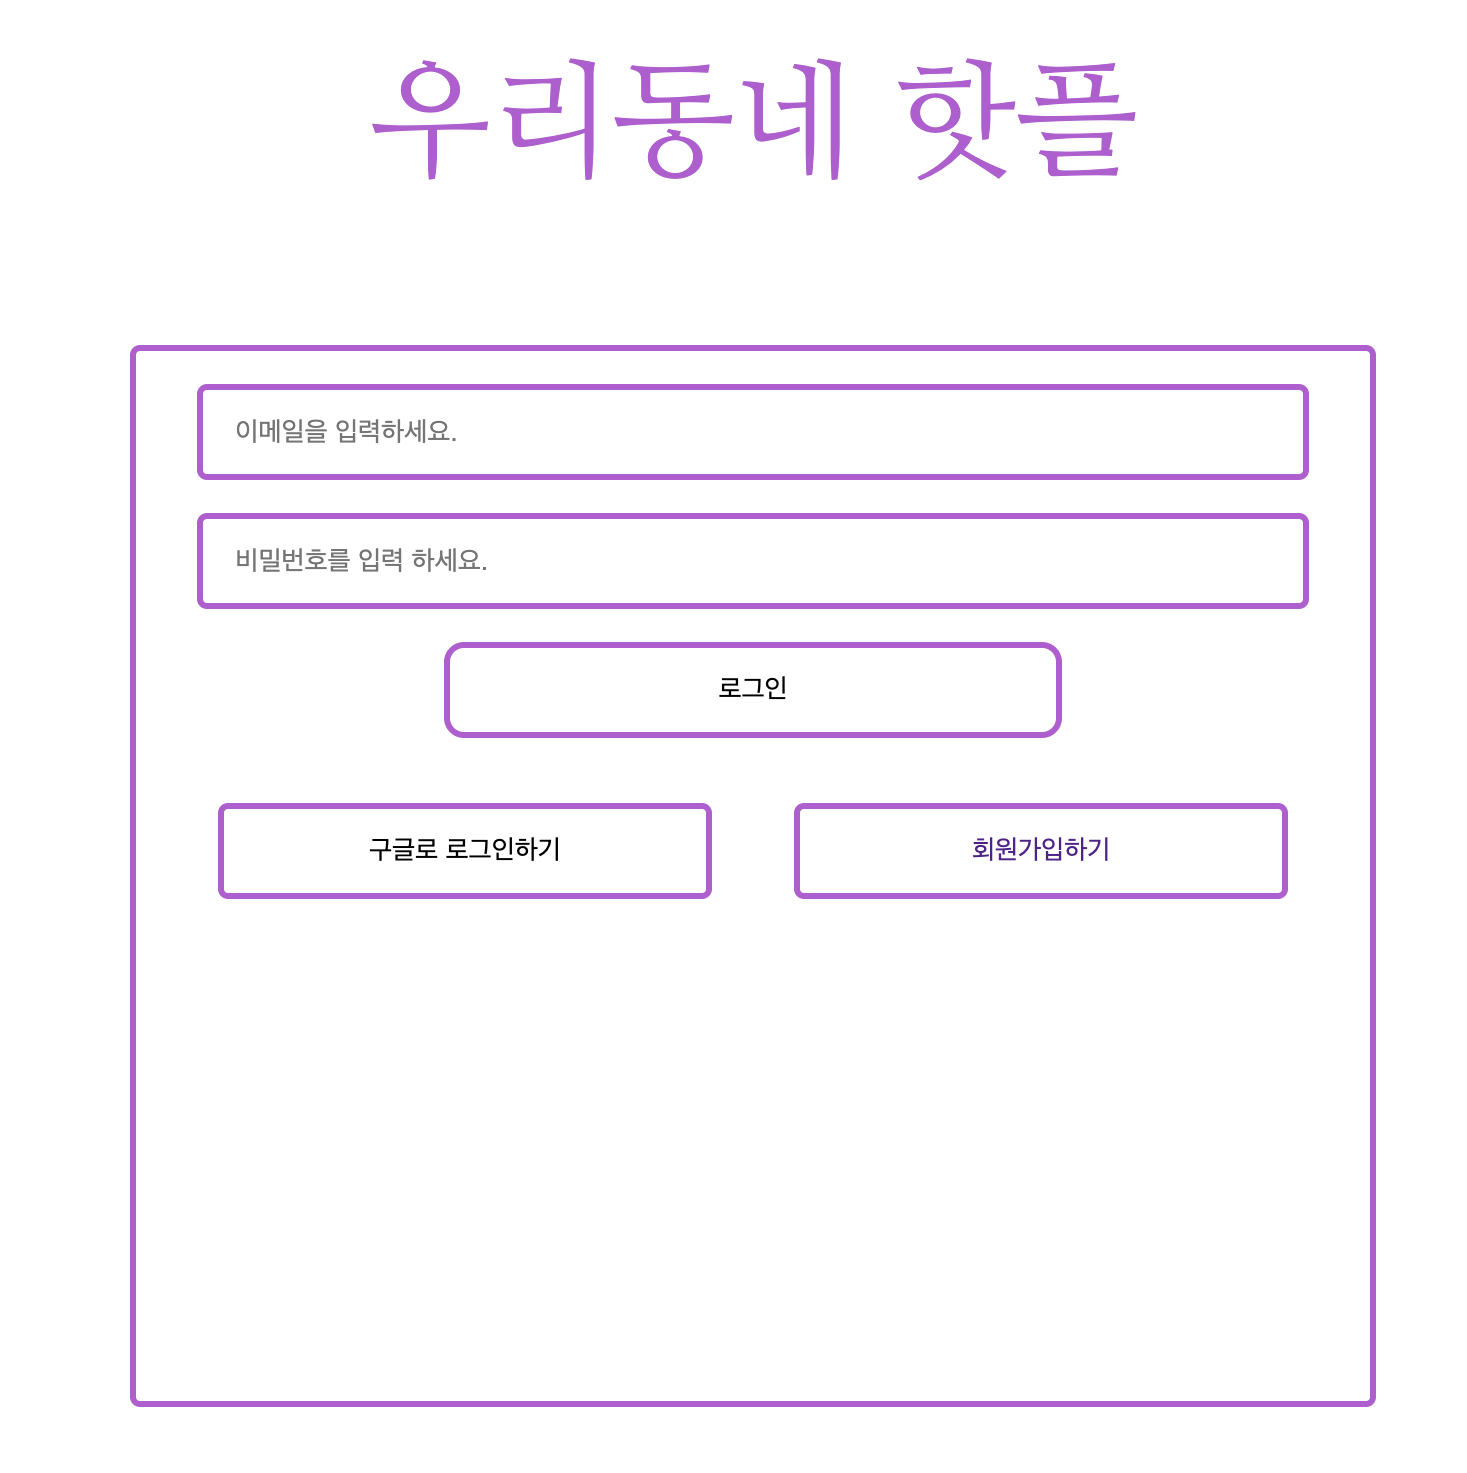 우리동네 핫플
이메일을 입력하세요.
비밀번호를 입력 하세요.
로그인
구글로 로그인하기
회원가입하기